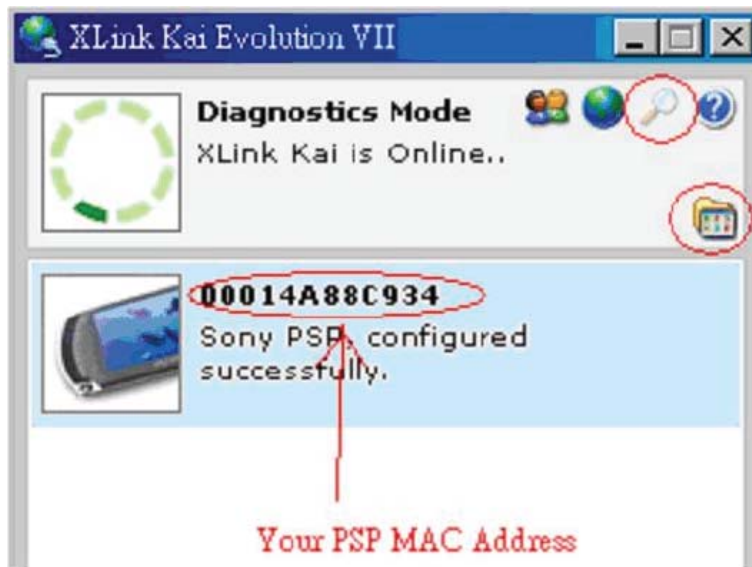 XLink Kai Evolution VII
Diagnostics Mode
XLink Kai is Online..
00014A88C934
Sony PSP, configured
successfully.
Your PSP MAC Address